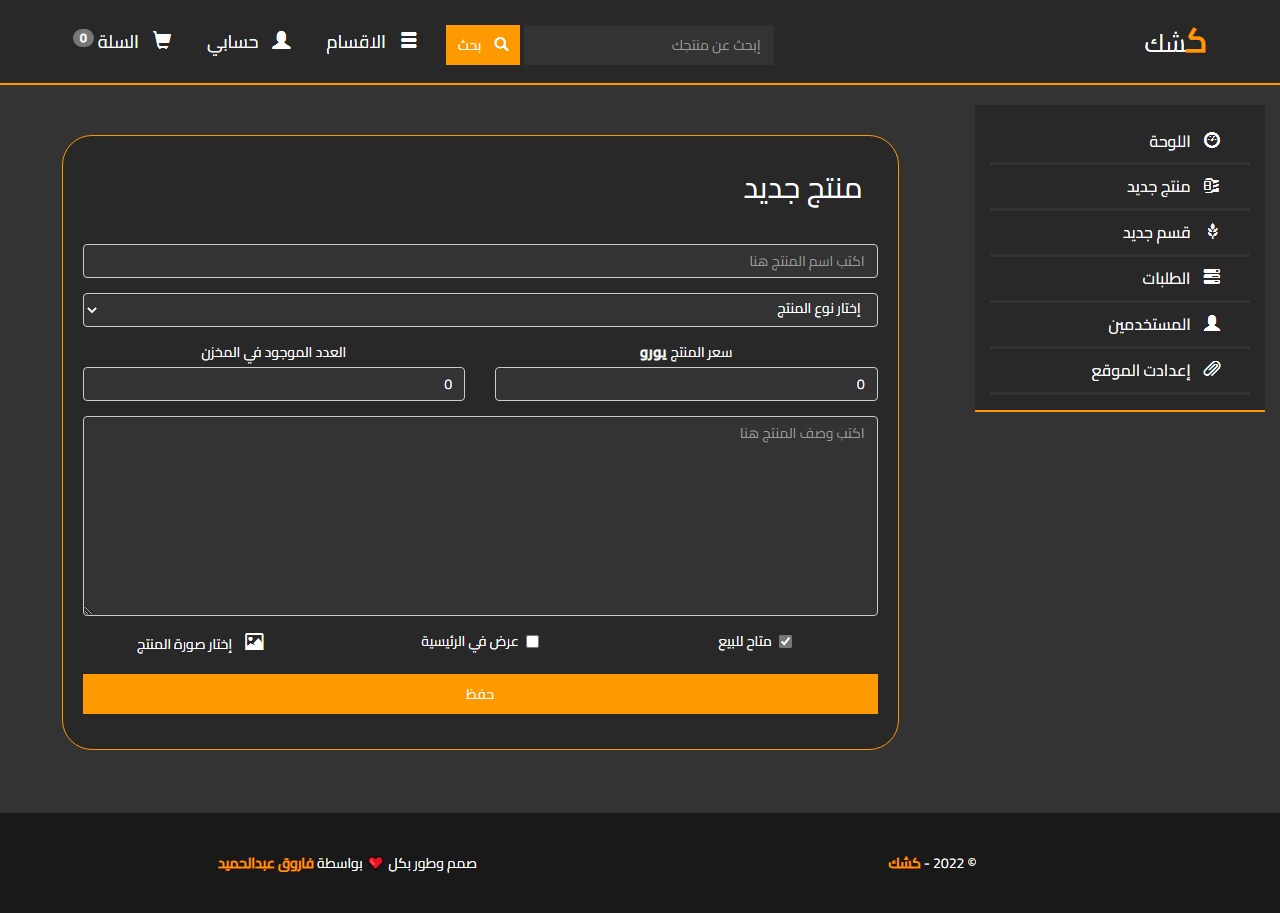 كشك
إبحث عن منتجك
بحث
الاقسام
حسابي
السلة 0
اللوحة
منتج جديد
قسم جديد
الطلبات
المستخدمين
إعدادت الموقع
منتج جديد
اكتب اسم المنتج هنا
إختار نوع المنتج
سعر المنتج يورو
العدد الموجود في المخزن
0
0
اكتب وصف المنتج هنا
متاح للبيع
عرض في الرئيسية
إختار صورة المنتج
حفظ
© 2022 - كشك
صمم وطور بكل ❤ بواسطة فاروق عبدالحميد